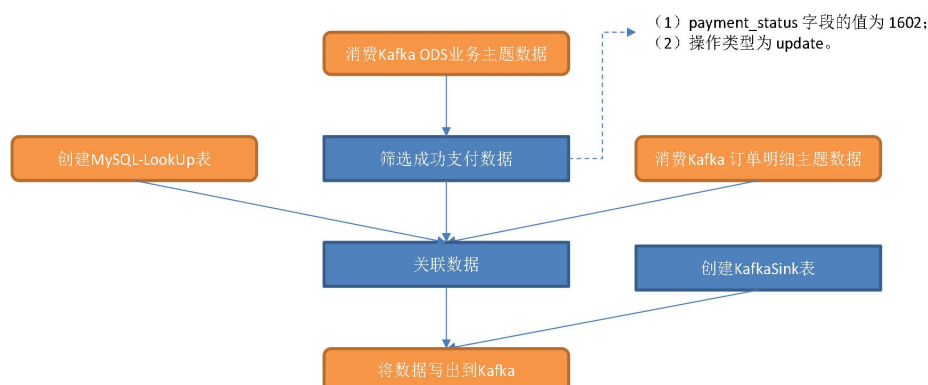 （1）payment_status 字段的值为 1602;
（2）操作类型为 update。
消费Kafka ODS业务主题数据
创建MySQL-LookUp表
筛选成功支付数据
消费Kafka 订单明细主题数据
关联数据
创建KafkaSink表
将数据写出到Kafka